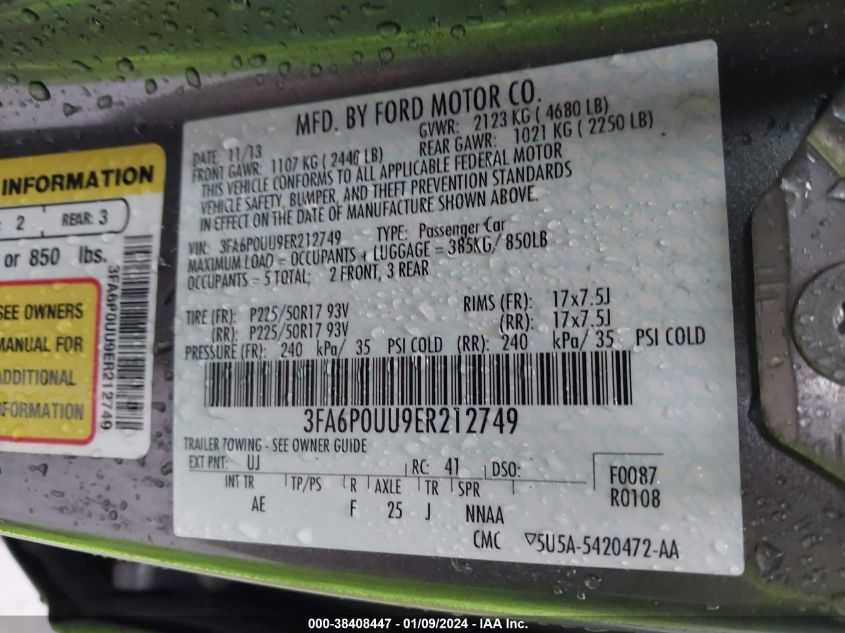 MFD. BY FORD MOTOR CO.
DATE: 11/13 GVWR: 2123 KG ( 4680 LB)
FRONT GAWR: 1107 KG ( 2446 LB) REAR GAWR: 1021 KG ( 2250 LB)
THIS VEHICLE CONFORMS TO ALL APPLICABLE FEDERAL MOTOR
VEHICLE SAFETY, BUMPER, AND THEFT PREVENTION STANDARDS
IN EFFECT ON THE DATE OF MANUFACTURE SHOWN ABOVE.
VIN: 3FA6P0UU9ER212749 TYPE: Passenger Car
MAXIMUM LOAD = OCCUPANTS + LUGGAGE = 385KG/ 850LB
OCCUPANTS = 5 TOTAL; 2 FRONT, 3 REAR
TIRE (FR): P225/50R17 93V RIMS (FR): 17x7.5J
(RR): P225/50R17 93V (RR): 17x7.5J
PRESSURE (FR): 240 kPa/ 35 PSI COLD (RR): 240 kPa/ 35 PSI COLD
3FA6P0UU9ER212749
TRAILER TOWING - SEE OWNER GUIDE
EXT PNT: UJ RC: 41 DSO:
INT TR TP/PS R AXLE TR SPR
AE F 25 J NNAA
F0087
R0108
CMC 5U5A-5420472-AA
INFORMATION
: 2 REAR: 3
or 850 lbs.
SEE OWNERS
MANUAL FOR
ADDITIONAL
INFORMATION
3FA6P0UU9ER212749
000-38408447 - 01/09/2024 - IAA Inc.